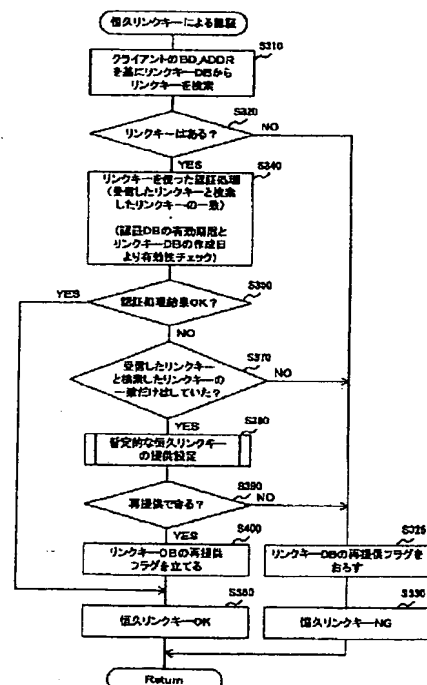 恒久リンクキーによる認証
S310
クライアントのBD_ADDR
を基にリンクキーDBから
リンクキーを検索
S320
リンクキーはある?
NO
YES
S340
リンクキーを使った認証処理
(受信したリンクキーと検索
したリンクキーの一致)
(認証DBの有効期限と
リンクキーDBの作成日
より有効性チェック)
S350
YES
認証処理結果OK?
NO
S370
受信したリンクキー
と検索したリンクキーの
一致だけはしていた?
NO
YES
S380
暫定的な恒久リンクキー
の提供設定
S390
再提供できる?
NO
YES
S400
S325
リンクキーDBの再提供
フラグを立てる
リンクキーDBの再提供フラグを
おろす
S360
S330
恒久リンクキーOK
恒久リンクキーNG
Return